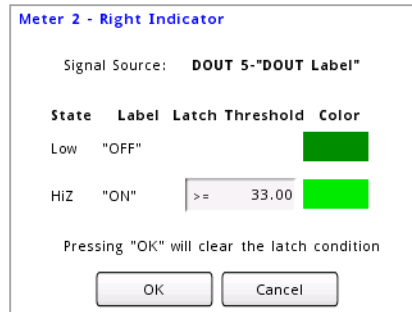 Meter 2 - Right Indicator
Signal Source: DOUT 5-"DOUT Label"
State Label Latch Threshold Color
Low "OFF"
HiZ "ON" >= 33.00
Pressing "OK" will clear the latch condition
OK Cancel